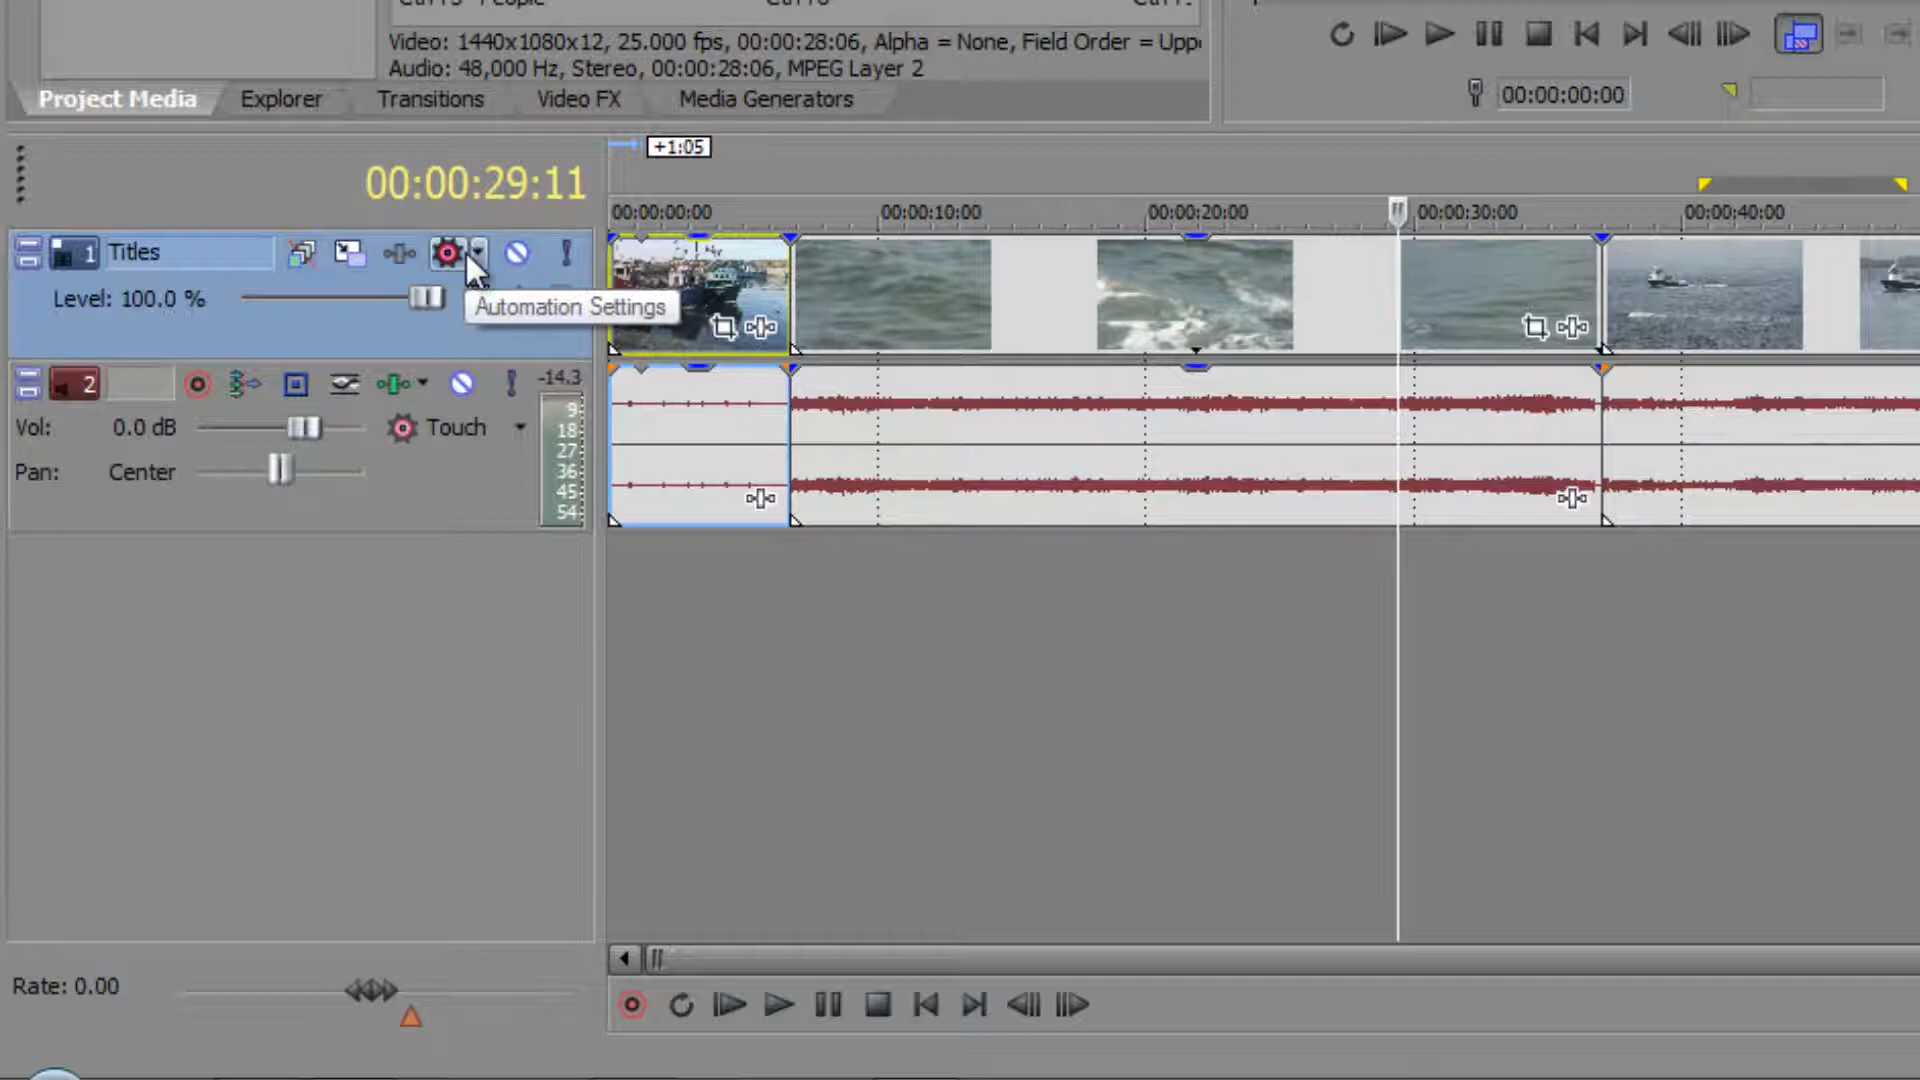 Video: 1440x1080x12, 25.000 fps, 00:00:28:06, Alpha = None, Field Order = Upp
Audio: 48,000 Hz, Stereo, 00:00:28:06, MPEG Layer 2
Project Media Explorer Transitions Video FX Media Generators
00:00:00:00
+1:05
00:00:29:11
00:00:00:00 00:00:10:00 00:00:20:00 00:00:30:00 00:00:40:00
1 Titles
Level: 100.0 %
Automation Settings
2 -14.3
Vol: 0.0 dB Touch
Pan: Center
9
18
27
36
45
54
Rate: 0.00